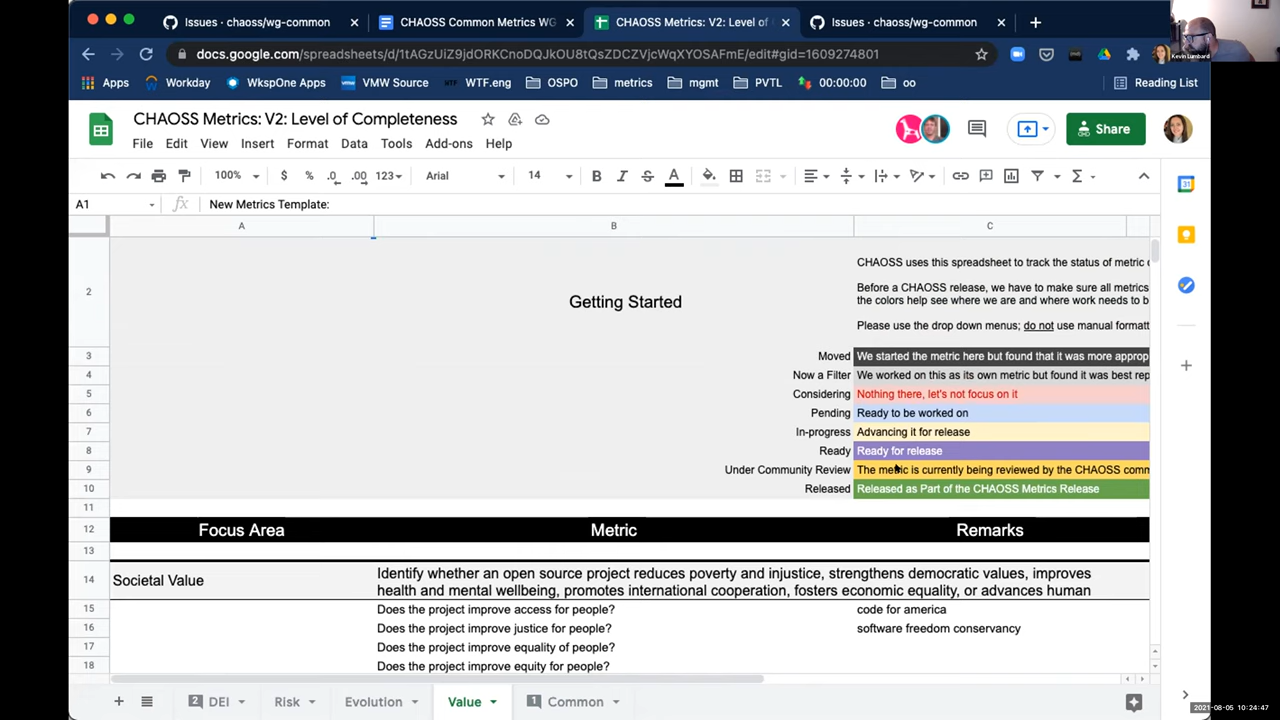 Issues · chaoss/wg-common
CHAOSS Common Metrics WG
CHAOSS Metrics: V2: Level of
Issues · chaoss/wg-common
Kevin Lumbard
Apps
Workday
WkspOne Apps
VMW Source
WTF.eng
OSPO
metrics
mgmt
PVTL
00:00:00
oo
Reading List
CHAOSS Metrics: V2: Level of Completeness
File Edit View Insert Format Data Tools Add-ons Help
Share
100% $ % .0 .00 123 Arial 14 B I S A
31
A1 fx New Metrics Template:
A B C
2
Getting Started
CHAOSS uses this spreadsheet to track the status of metric
Before a CHAOSS release, we have to make sure all metrics
the colors help see where we are and where work needs to b
Please use the drop down menus; do not use manual formatt
3 Moved We started the metric here but found that it was more approp
4 Now a Filter We worked on this as its own metric but found it was best rep
5 Considering Nothing there, let's not focus on it
6 Pending Ready to be worked on
7 In-progress Advancing it for release
8 Ready Ready for release
9 Under Community Review The metric is currently being reviewed by the CHAOSS comm
10 Released Released as Part of the CHAOSS Metrics Release
11
12 Focus Area Metric Remarks
13
14 Societal Value Identify whether an open source project reduces poverty and injustice, strengthens democratic values, improves
health and mental wellbeing, promotes international cooperation, fosters economic equality, or advances human
15 Does the project improve access for people? code for america
16 Does the project improve justice for people? software freedom conservancy
17 Does the project improve equality of people?
18 Does the project improve equity for people?
2 DEI Risk Evolution Value 1 Common
2021-08-05 10:24:47